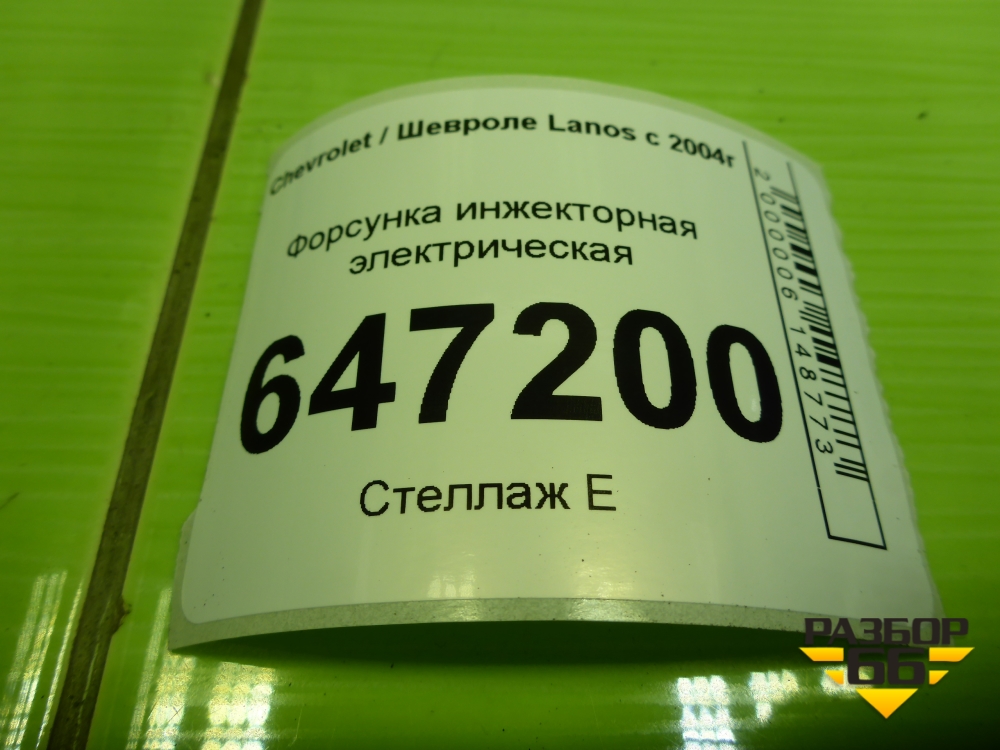 Chevrolet / Шевроле Lanos с 2004г
Форсунка инжекторная
электрическая
647200
Стеллаж Е
2000006148773
РАЗБОР
66